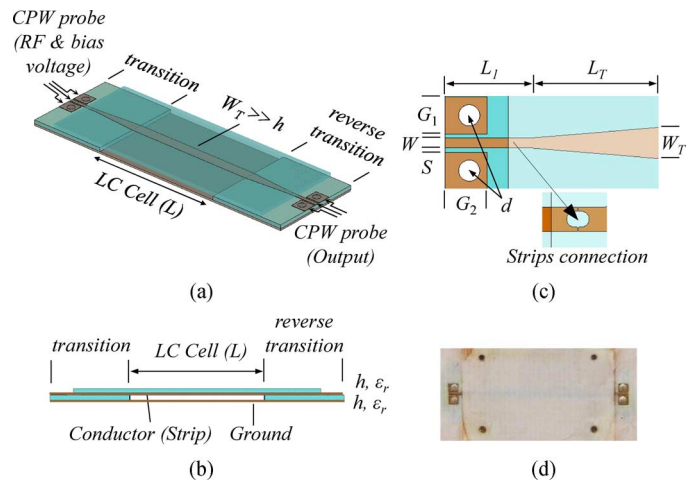 (a)
CPW probe
(RF & bias
voltage)
transition
W_T >> h
reverse
transition
LC Cell (L)
CPW probe
(Output)
(c)
L_1
L_T
G_1
W
S
W_T
G_2
d
Strips connection
(b)
transition
LC Cell (L)
reverse
transition
h, ε_r
h, ε_r
Conductor (Strip)
Ground
(d)